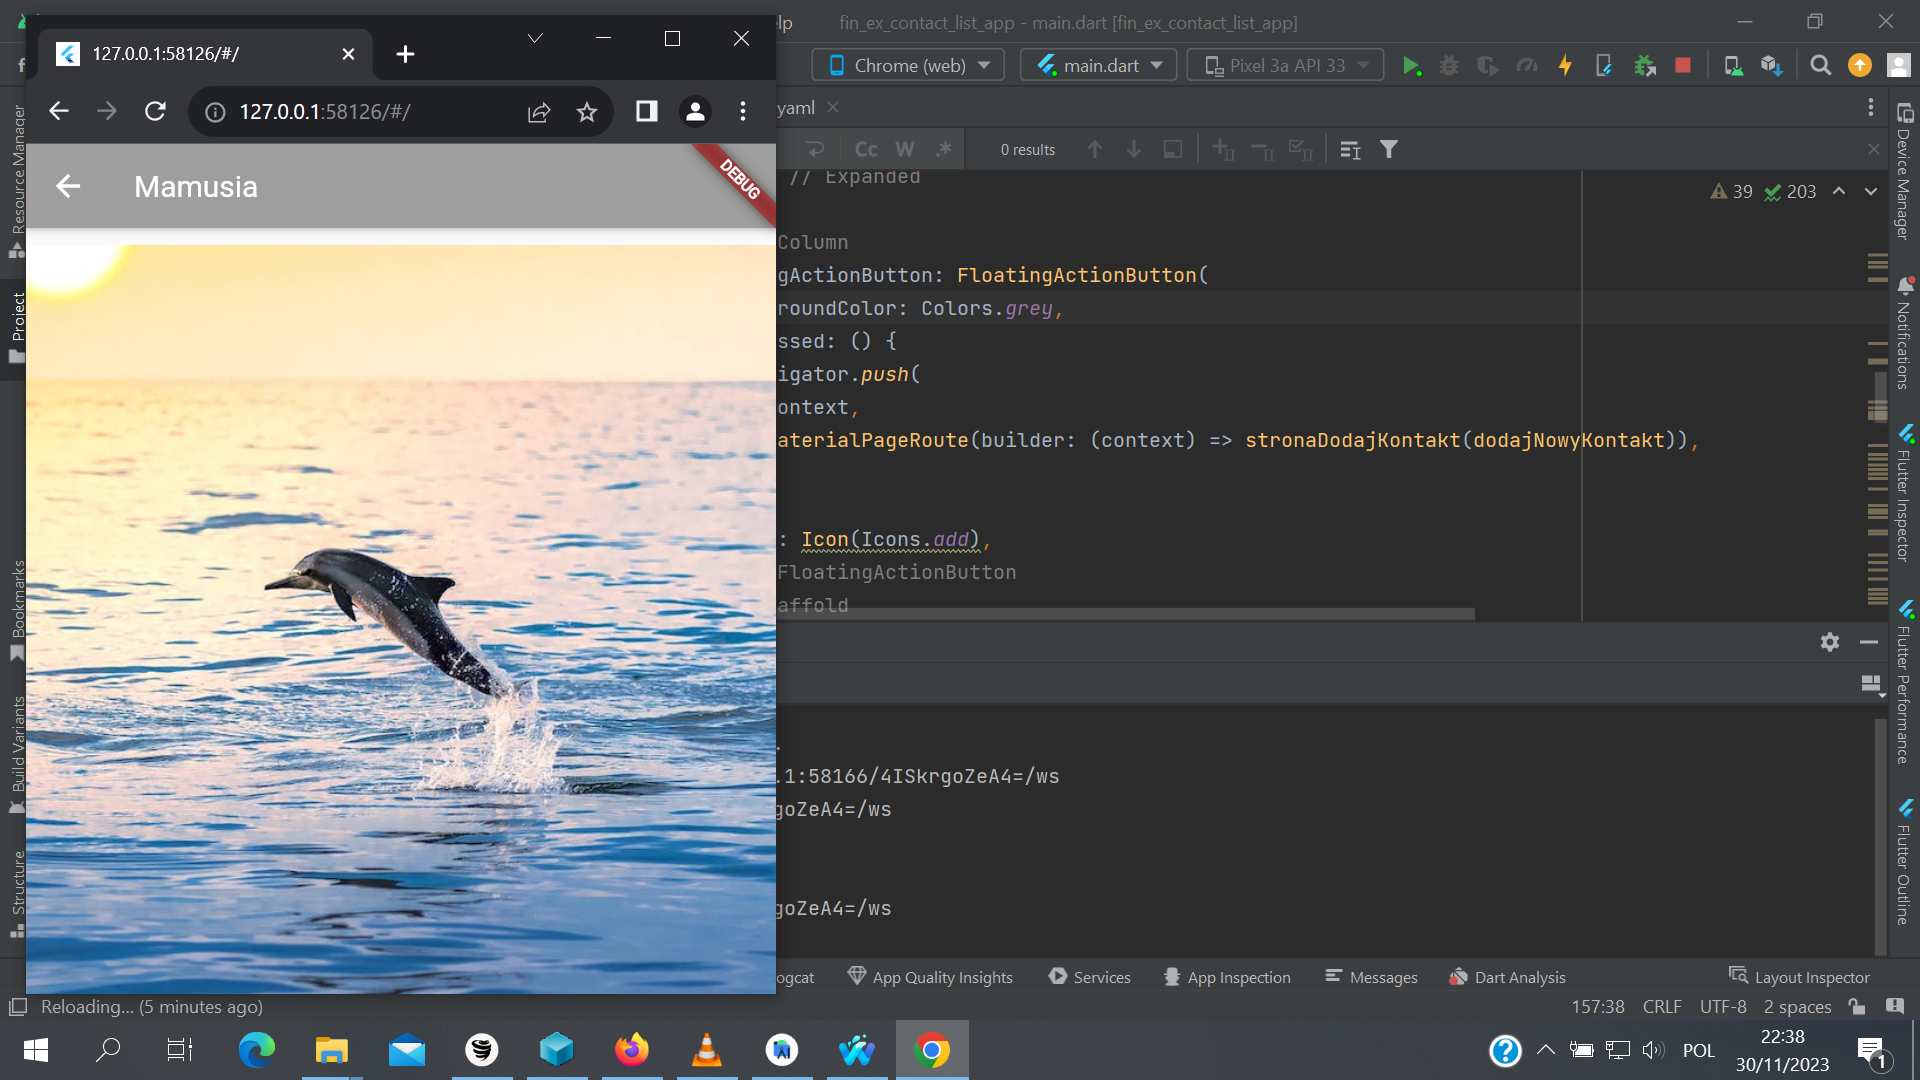 lp
fin_ex_contact_list_app - main.dart [fin_ex_contact_list_app]
127.0.0.1:58126/#/
Chrome (web)
main.dart
Pixel 3a API 33
127.0.0.1:58126/#/
yaml
Cc
W
.*
0 results
Mamusia
DEBUG
// Expanded
39
203
Column
gActionButton: FloatingActionButton(
roundColor: Colors.grey,
ssed: () {
igator.push(
ontext,
aterialPageRoute(builder: (context) => stronaDodajKontakt(dodajNowyKontakt)),
: Icon(Icons.add),
FloatingActionButton
affold
.
.1:58166/4ISkrgoZeA4=/ws
goZeA4=/ws
goZeA4=/ws
Resource Manager
Project
Bookmarks
Build Variants
Structure
Device Manager
Notifications
Flutter Inspector
Flutter Performance
Flutter Outline
ogcat
App Quality Insights
Services
App Inspection
Messages
Dart Analysis
Layout Inspector
Reloading... (5 minutes ago)
157:38
CRLF
UTF-8
2 spaces
POL
22:38
30/11/2023
1